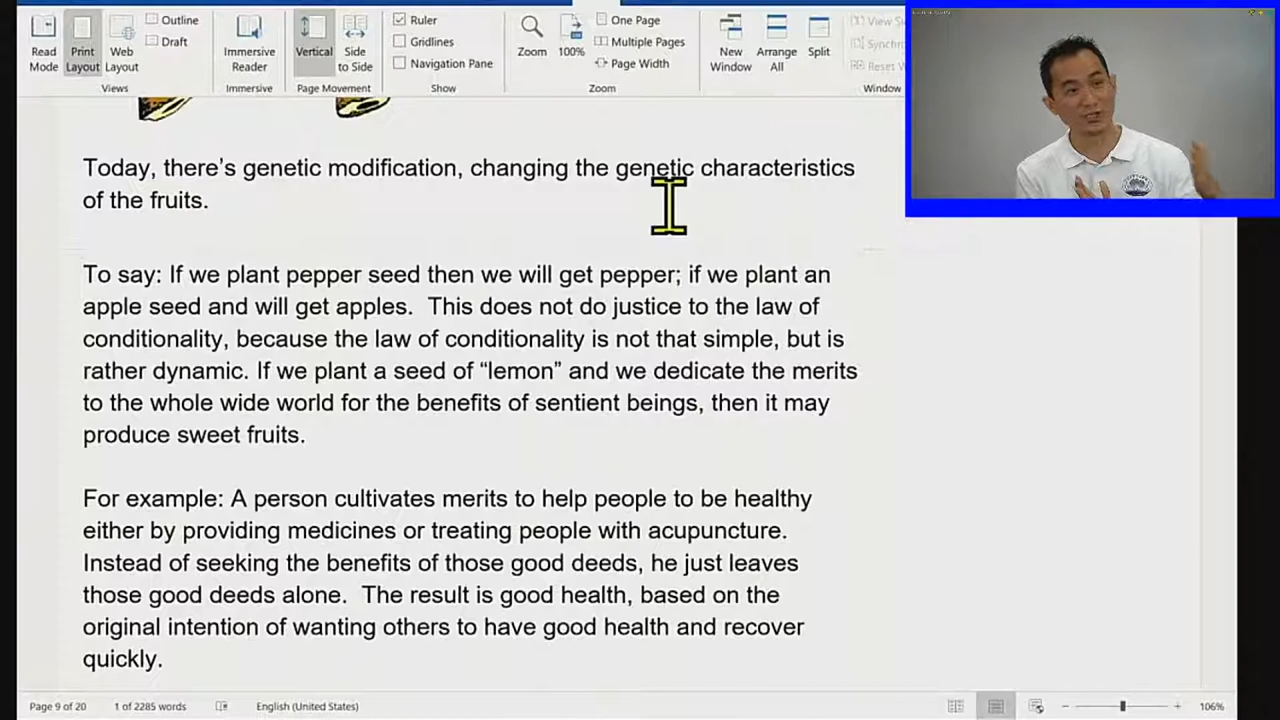 Outline
Draft
Read Mode
Print Layout
Web Layout
Views
Immersive Reader
Immersive
Vertical
Side to Side
Page Movement
Ruler
Gridlines
Navigation Pane
Show
Zoom
100%
One Page
Multiple Pages
Page Width
Zoom
New Window
Arrange All
Split
Window
Today, there’s genetic modification, changing the genetic characteristics
of the fruits.
To say: If we plant pepper seed then we will get pepper; if we plant an
apple seed and will get apples. This does not do justice to the law of
conditionality, because the law of conditionality is not that simple, but is
rather dynamic. If we plant a seed of “lemon” and we dedicate the merits
to the whole wide world for the benefits of sentient beings, then it may
produce sweet fruits.
For example: A person cultivates merits to help people to be healthy
either by providing medicines or treating people with acupuncture.
Instead of seeking the benefits of those good deeds, he just leaves
those good deeds alone. The result is good health, based on the
original intention of wanting others to have good health and recover
quickly.
Page 9 of 20
1 of 2285 words
English (United States)
106%